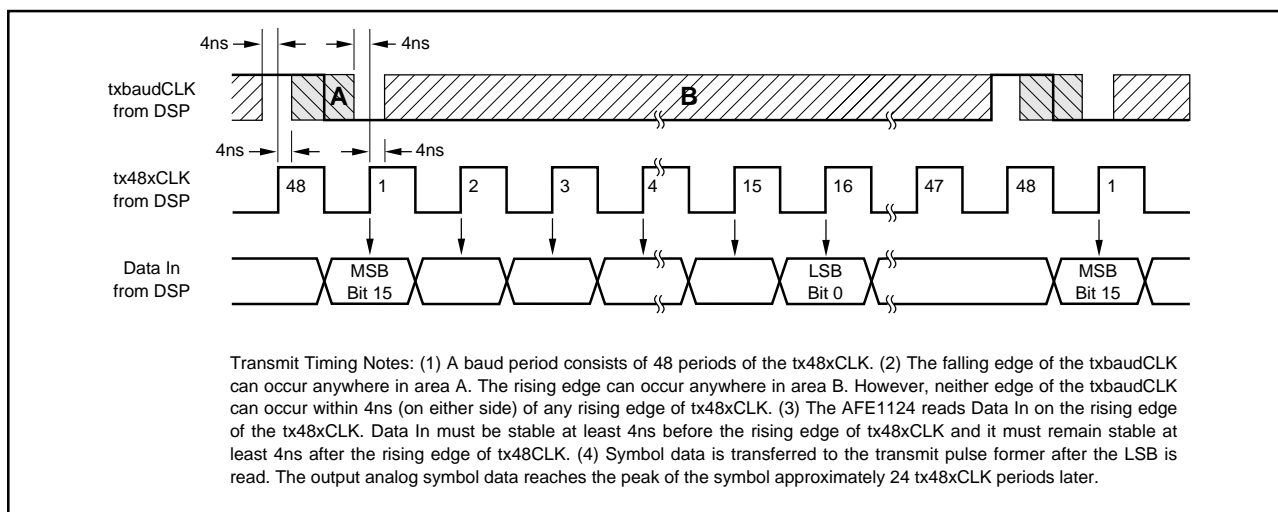 4ns
4ns
txbaudCLK
from DSP
A
B
4ns
4ns
tx48xCLK
from DSP
48
1
2
3
4
15
16
47
48
1
Data In
from DSP
MSB
Bit 15
LSB
Bit 0
MSB
Bit 15
Transmit Timing Notes: (1) A baud period consists of 48 periods of the tx48xCLK. (2) The falling edge of the txbaudCLK
can occur anywhere in area A. The rising edge can occur anywhere in area B. However, neither edge of the txbaudCLK
can occur within 4ns (on either side) of any rising edge of tx48xCLK. (3) The AFE1124 reads Data In on the rising edge
of the tx48xCLK. Data In must be stable at least 4ns before the rising edge of tx48xCLK and it must remain stable at
least 4ns after the rising edge of tx48CLK. (4) Symbol data is transferred to the transmit pulse former after the LSB is
read. The output analog symbol data reaches the peak of the symbol approximately 24 tx48xCLK periods later.